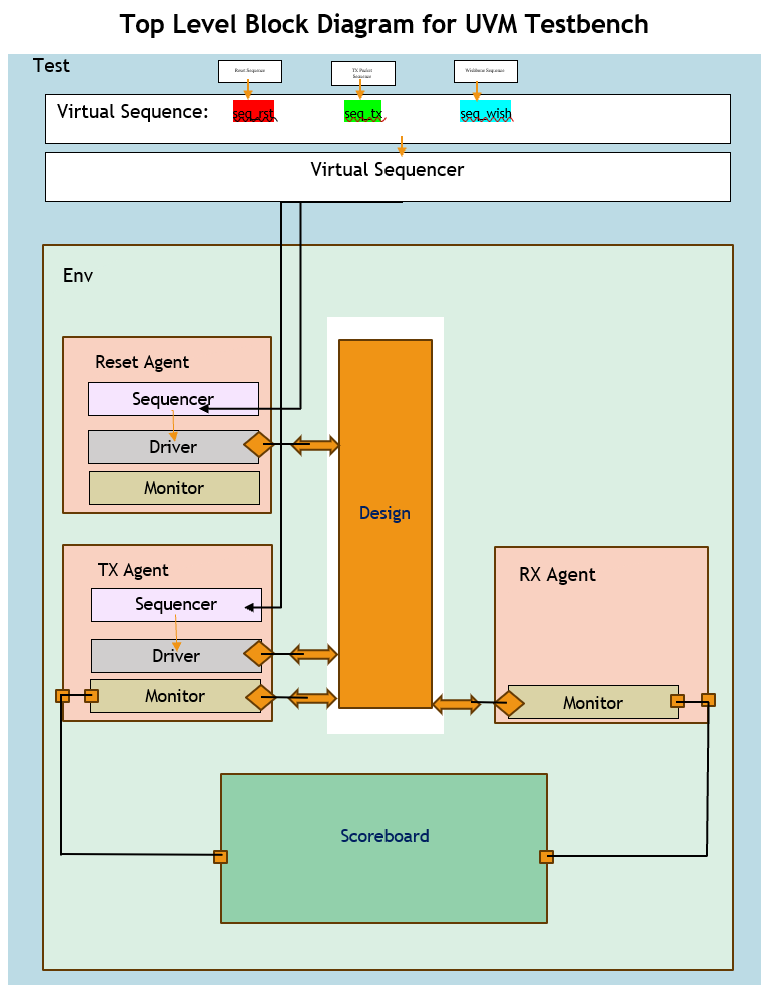 Top Level Block Diagram for UVM Testbench
Test
Reset Sequence
TX Packet
Sequence
Wishbone Sequence
Virtual Sequence:
seq_rst
seq_tx
seq_wish
Virtual Sequencer
Env
Reset Agent
Sequencer
Driver
Monitor
Design
TX Agent
Sequencer
Driver
Monitor
RX Agent
Monitor
Scoreboard